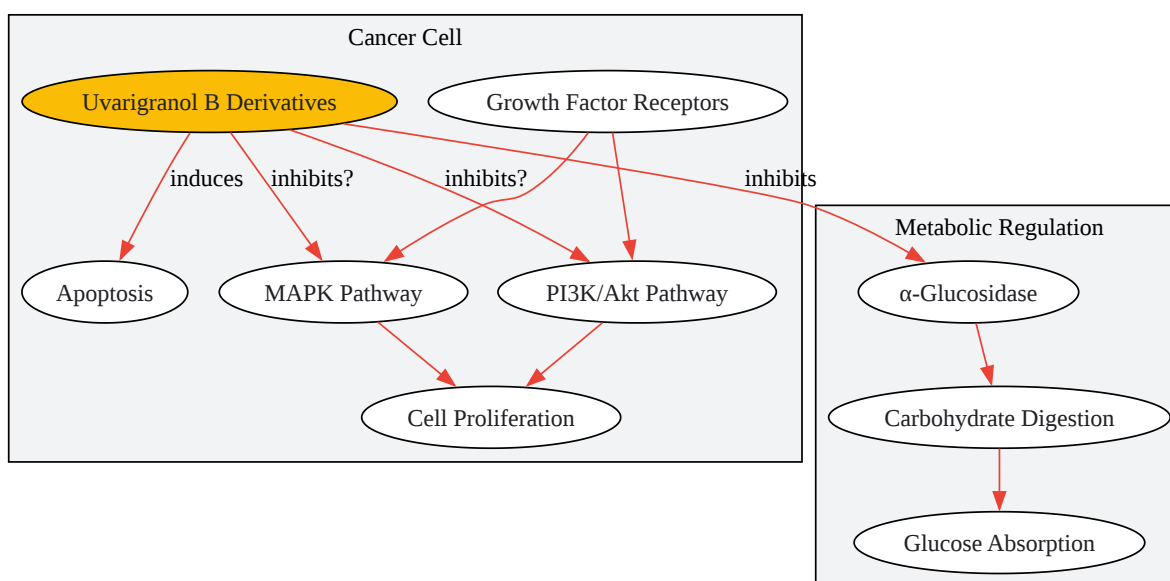 Cancer Cell
Uvarigranol B Derivatives
Growth Factor Receptors
induces
inhibits?
inhibits?
inhibits
Metabolic Regulation
Apoptosis
MAPK Pathway
PI3K/Akt Pathway
α-Glucosidase
Cell Proliferation
Carbohydrate Digestion
Glucose Absorption